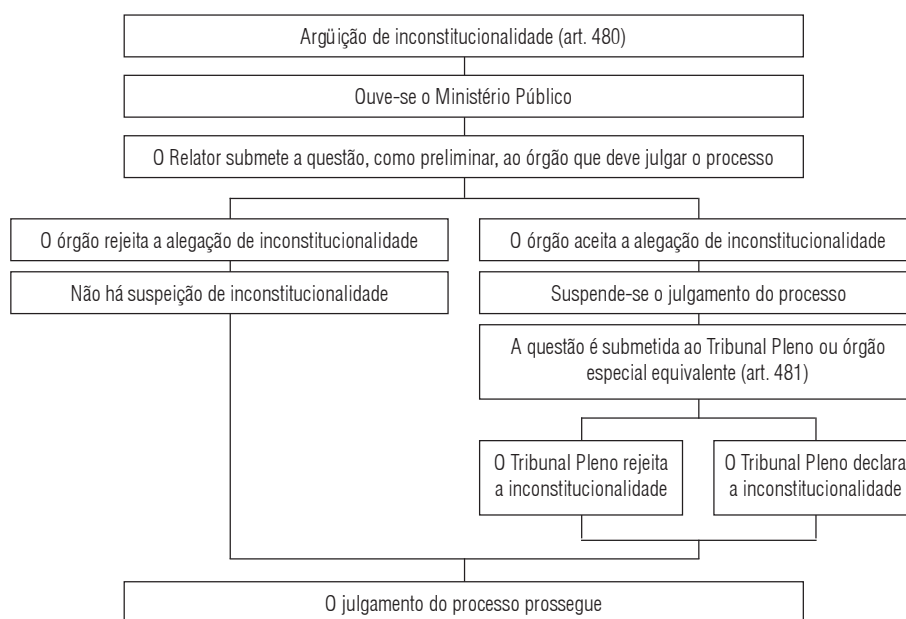 Argüição de inconstitucionalidade (art. 480)
Ouve-se o Ministério Público
O Relator submete a questão, como preliminar, ao órgão que deve julgar o processo
O órgão rejeita a alegação de inconstitucionalidade
O órgão aceita a alegação de inconstitucionalidade
Não há suspeição de inconstitucionalidade
Suspende-se o julgamento do processo
A questão é submetida ao Tribunal Pleno ou órgão
especial equivalente (art. 481)
O Tribunal Pleno rejeita
a inconstitucionalidade
O Tribunal Pleno declara
a inconstitucionalidade
O julgamento do processo prossegue